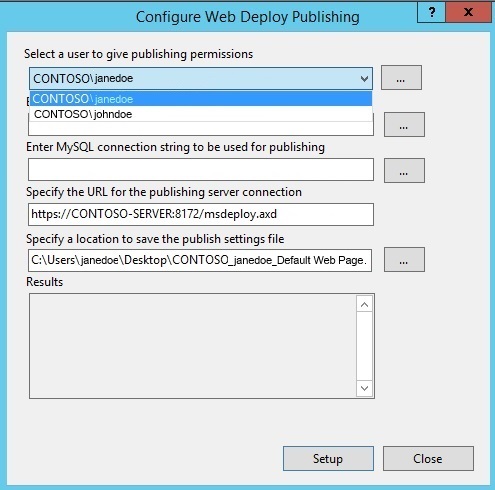 Configure Web Deploy Publishing
?
x
Select a user to give publishing permissions
CONTOSO\janedoe
...
CONTOSO\janedoe
CONTOSO\johndoe
...
Enter MySQL connection string to be used for publishing
...
Specify the URL for the publishing server connection
https://CONTOSO-SERVER:8172/msdeploy.axd
Specify a location to save the publish settings file
C:\Users\janedoe\Desktop\CONTOSO_janedoe_Default Web Page.
...
Results
Setup
Close